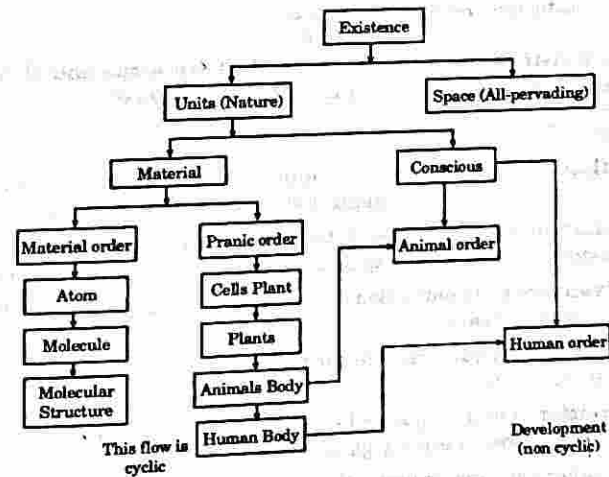 Existence
Units (Nature)
Space (All-pervading)
Material
Conscious
Material order
Pranic order
Animal order
Atom
Cells Plant
Molecule
Plants
Human order
Molecular
Structure
Animals Body
Human Body
This flow is
cyclic
Development
(non cyclic)